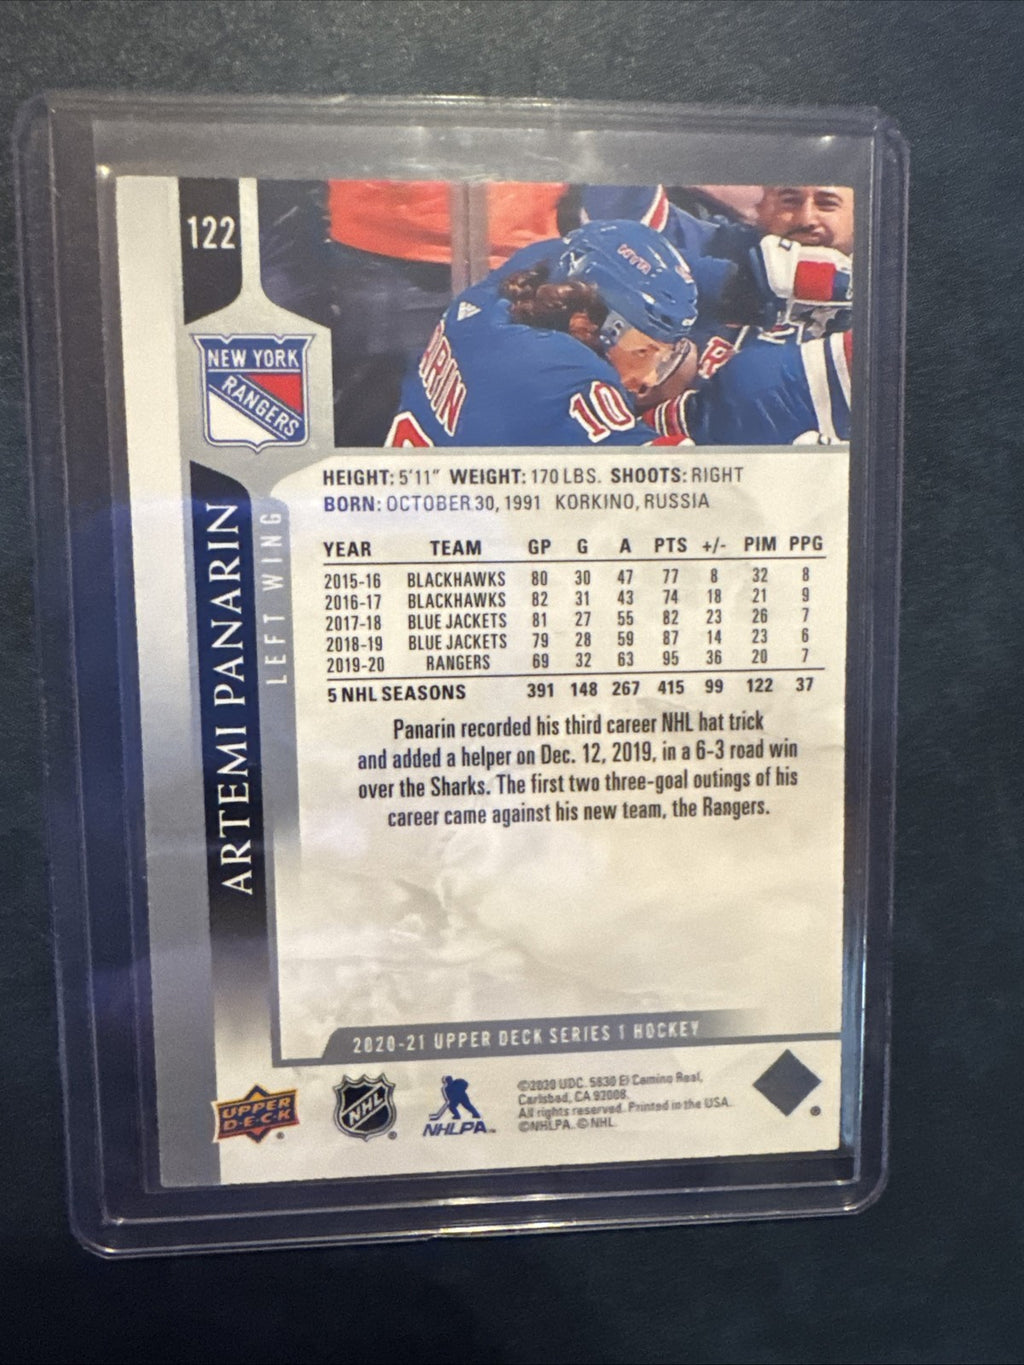 122
NEW YORK
RANGERS
10
ARTEMI PANARIN
LEFT WING
HEIGHT: 5'11" WEIGHT: 170 LBS. SHOOTS: RIGHT
BORN: OCTOBER 30, 1991 KORKINO, RUSSIA
YEAR TEAM GP G A PTS +/- PIM PPG
2015-16 BLACKHAWKS 80 30 47 77 8 32 8
2016-17 BLACKHAWKS 82 31 43 74 18 21 9
2017-18 BLUE JACKETS 81 27 55 82 23 26 7
2018-19 BLUE JACKETS 79 28 59 87 14 23 6
2019-20 RANGERS 69 32 63 95 36 20 7
5 NHL SEASONS 391 148 267 415 99 122 37
Panarin recorded his third career NHL hat trick
and added a helper on Dec. 12, 2019, in a 6-3 road win
over the Sharks. The first two three-goal outings of his
career came against his new team, the Rangers.
2020-21 UPPER DECK SERIES 1 HOCKEY
UPPER
D·E·C·K
NHL
NHLPA
©2020 UDC. 5830 El Camino Real,
Carlsbad, CA 92008.
All rights reserved. Printed in the USA.
©NHLPA. ©NHL.